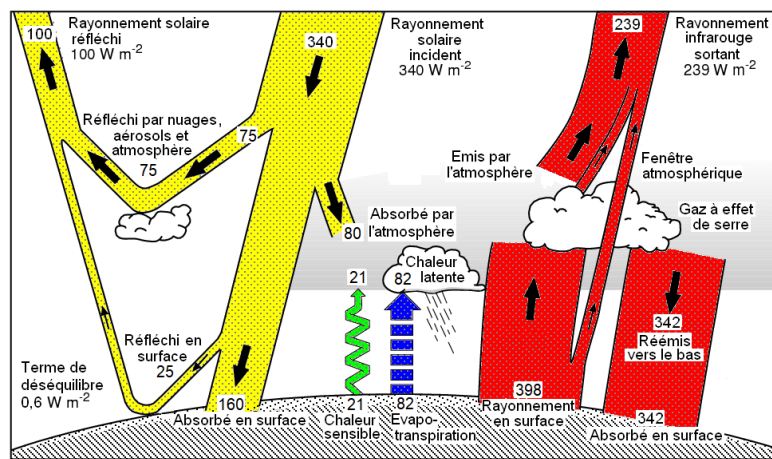 100
Rayonnement solaire
réfléchi
100 W m-2
340
Rayonnement
solaire
incident
340 W m-2
239
Rayonnement
infrarouge
sortant
239 W m-2
Réfléchi par nuages,
aérosols et
atmosphère
75
75
Emis par
l'atmosphère
Fenêtre
atmosphérique
Absorbé par
l'atmosphère
80
Gaz à effet
de serre
Chaleur
latente
21
82
342
Réémis
vers le bas
Réfléchi en
surface
25
Terme de
déséquilibre
0,6 W m-2
160
Absorbé en surface
21
Chaleur
sensible
82
Evapo-
transpiration
398
Rayonnement
en surface
342
Absorbé en surface